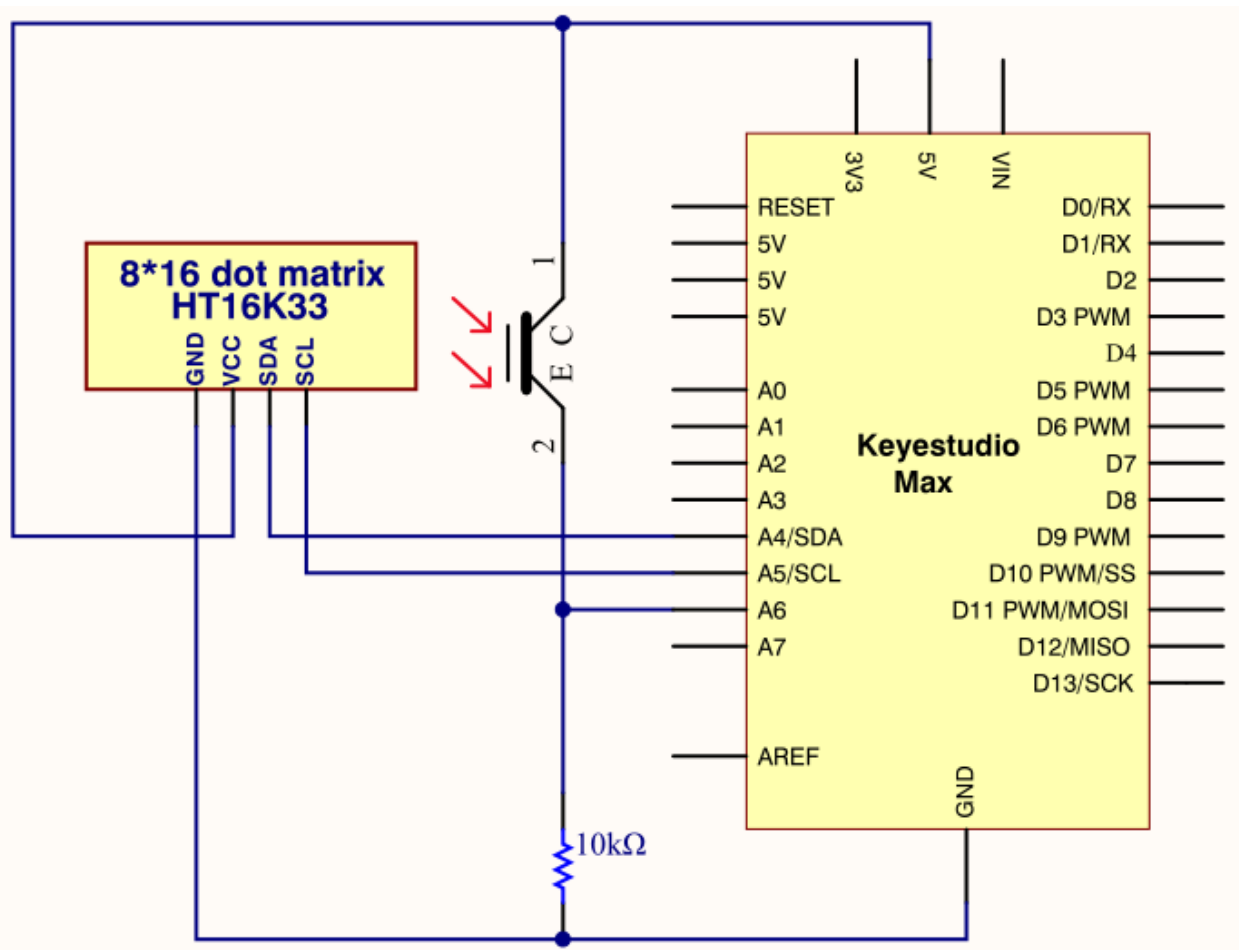 8*16 dot matrix
HT16K33
GND
VCC
SDA
SCL
1
C
E
2
10kΩ
3V3
5V
VIN
RESET
5V
5V
5V
A0
A1
A2
A3
A4/SDA
A5/SCL
A6
A7
AREF
Keyestudio
Max
D0/RX
D1/RX
D2
D3 PWM
D4
D5 PWM
D6 PWM
D7
D8
D9 PWM
D10 PWM/SS
D11 PWM/MOSI
D12/MISO
D13/SCK
GND